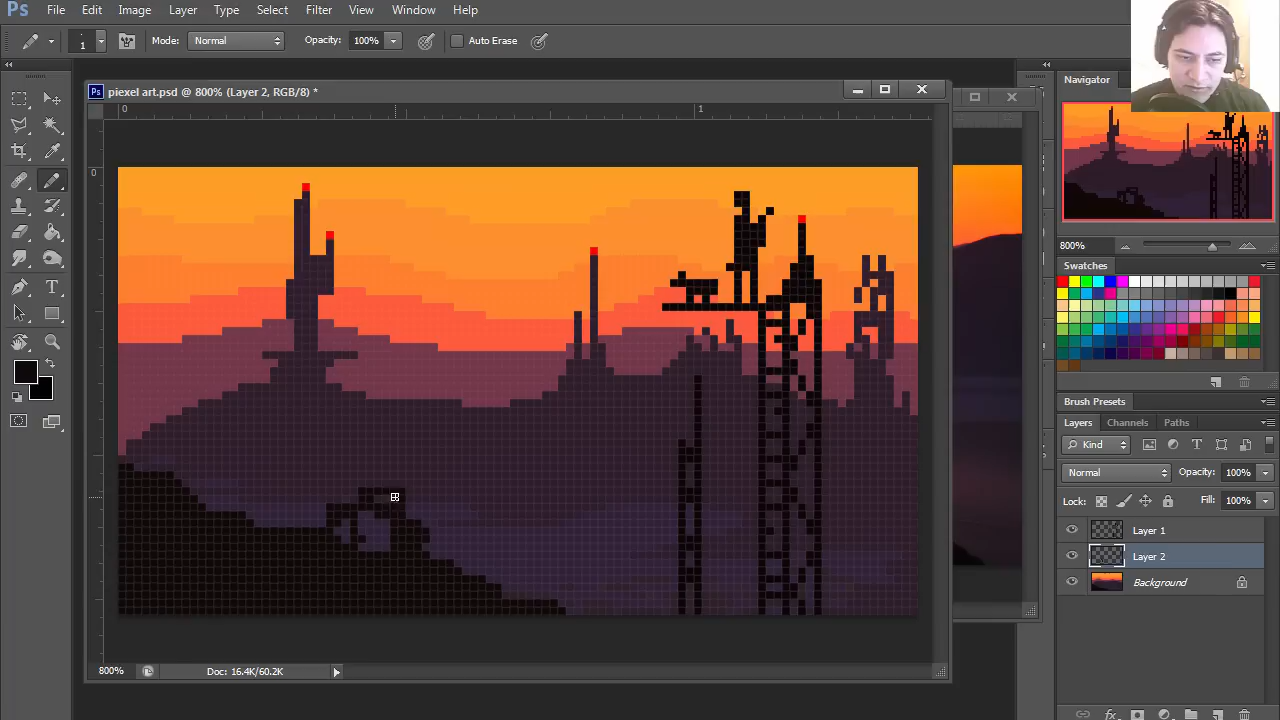 Ps File Edit Image Layer Type Select Filter View Window Help
1 Mode: Normal Opacity: 100% Auto Erase
Ps piexel art.psd @ 800% (Layer 2, RGB/8) *
0 1
0
800% Doc: 16.4K/60.2K
Navigator
800%
Swatches
Brush Presets
Layers Channels Paths
Kind
Normal Opacity: 100%
Lock: Fill: 100%
Layer 1
Layer 2
Background
fx